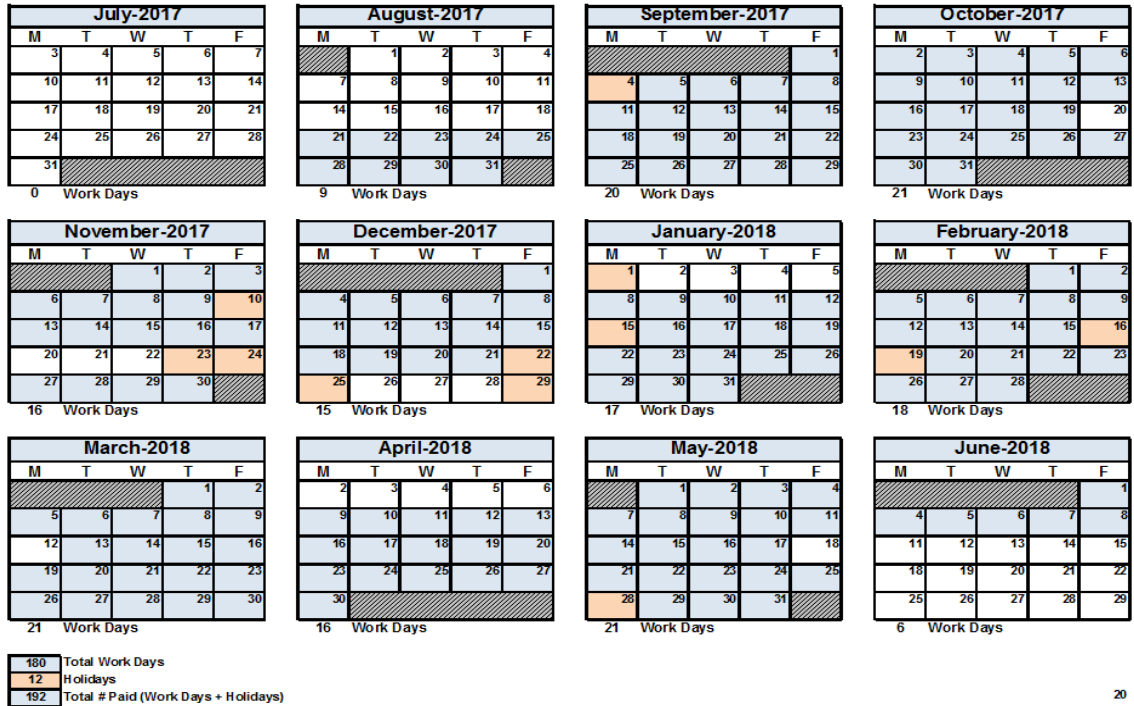 July-2017 August-2017 September-2017 October-2017
M T W T F M T W T F M T W T F M T W T F
3 4 5 6 7 1 2 3 4 1 2 3 4 5 6
10 11 12 13 14 7 8 9 10 11 4 5 6 7 8 9 10 11 12 13
17 18 19 20 21 14 15 16 17 18 11 12 13 14 15 16 17 18 19 20
24 25 26 27 28 21 22 23 24 25 18 19 20 21 22 23 24 25 26 27
31 28 29 30 31 25 26 27 28 29 30 31
0 Work Days 9 Work Days 20 Work Days 21 Work Days
November-2017 December-2017 January-2018 February-2018
M T W T F M T W T F M T W T F M T W T F
1 2 3 1 1 2 3 4 5 1 2
6 7 8 9 10 4 5 6 7 8 8 9 10 11 12 5 6 7 8 9
13 14 15 16 17 11 12 13 14 15 15 16 17 18 19 12 13 14 15 16
20 21 22 23 24 18 19 20 21 22 22 23 24 25 26 19 20 21 22 23
27 28 29 30 25 26 27 28 29 29 30 31 26 27 28
16 Work Days 15 Work Days 17 Work Days 18 Work Days
March-2018 April-2018 May-2018 June-2018
M T W T F M T W T F M T W T F M T W T F
1 2 2 3 4 5 6 1 2 3 4 1
5 6 7 8 9 9 10 11 12 13 7 8 9 10 11 4 5 6 7 8
12 13 14 15 16 16 17 18 19 20 14 15 16 17 18 11 12 13 14 15
19 20 21 22 23 23 24 25 26 27 21 22 23 24 25 18 19 20 21 22
26 27 28 29 30 30 28 29 30 31 25 26 27 28 29
21 Work Days 16 Work Days 21 Work Days 6 Work Days
180 Total Work Days
12 Holidays
192 Total # Paid (Work Days + Holidays) 20